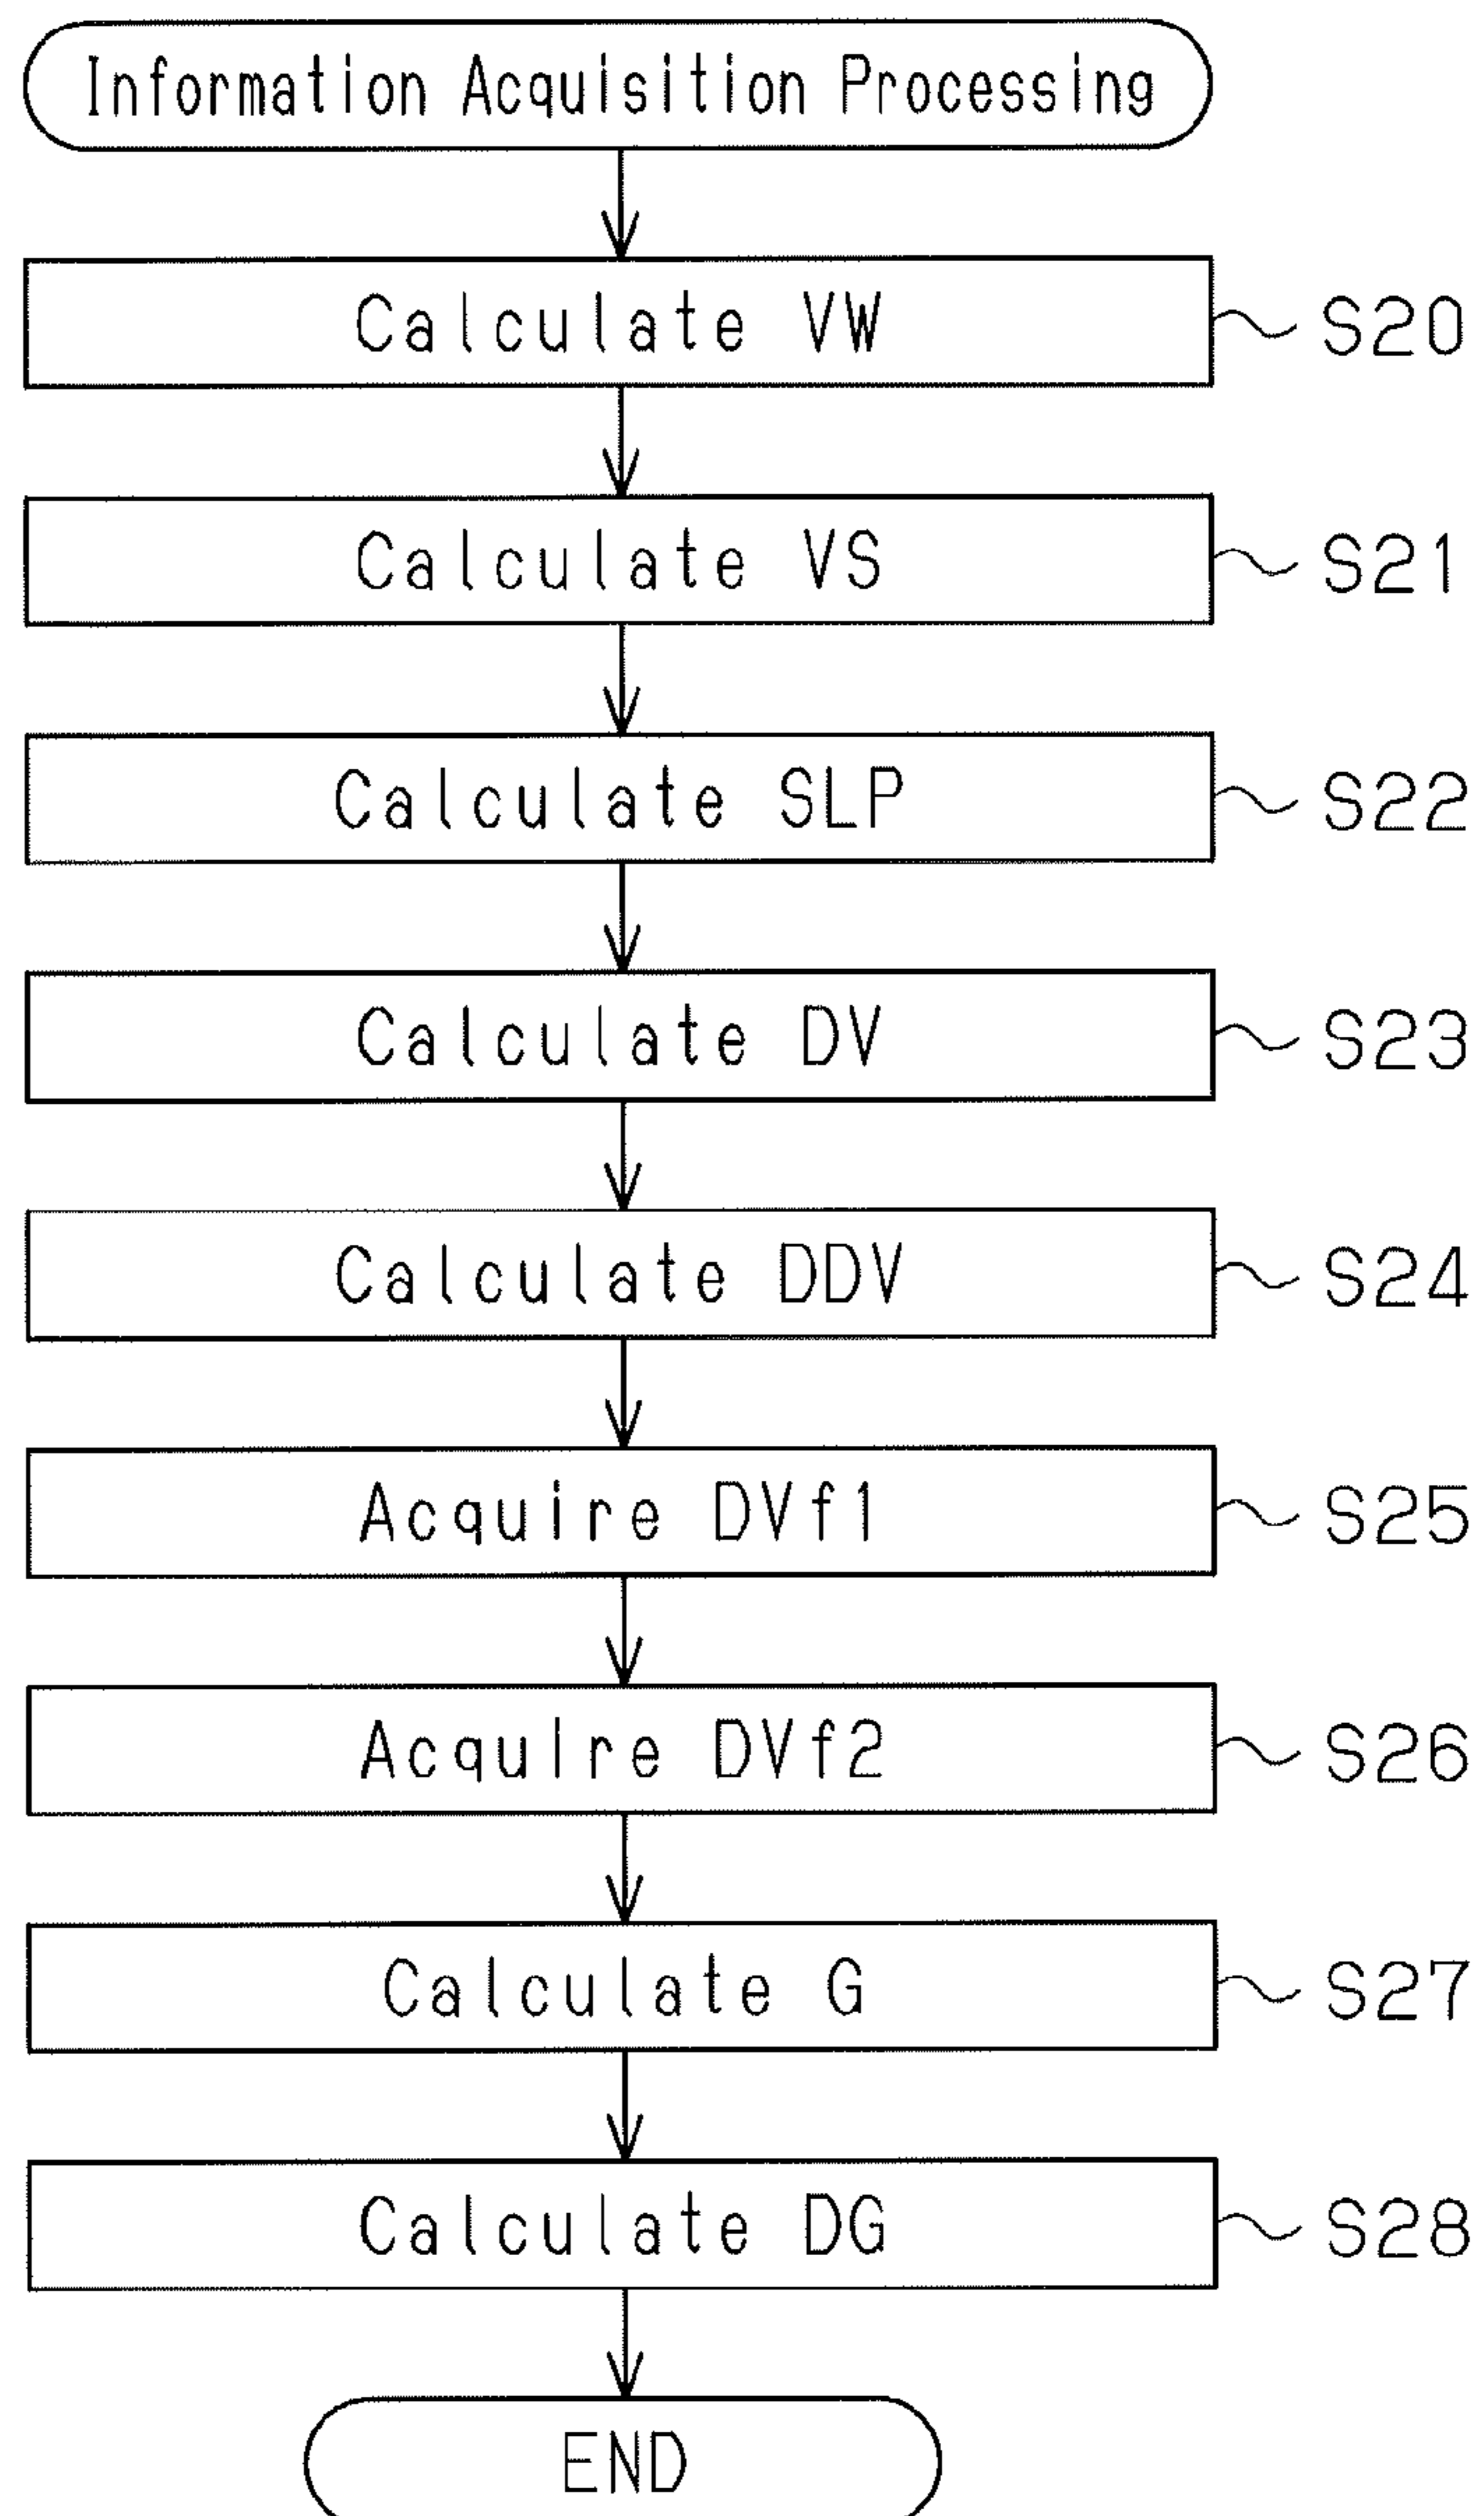 Information Acquisition Processing
Calculate VW S20
Calculate VS S21
Calculate SLP S22
Calculate DV S23
Calculate DDV S24
Acquire DVf1 S25
Acquire DVf2 S26
Calculate G S27
Calculate DG S28
END